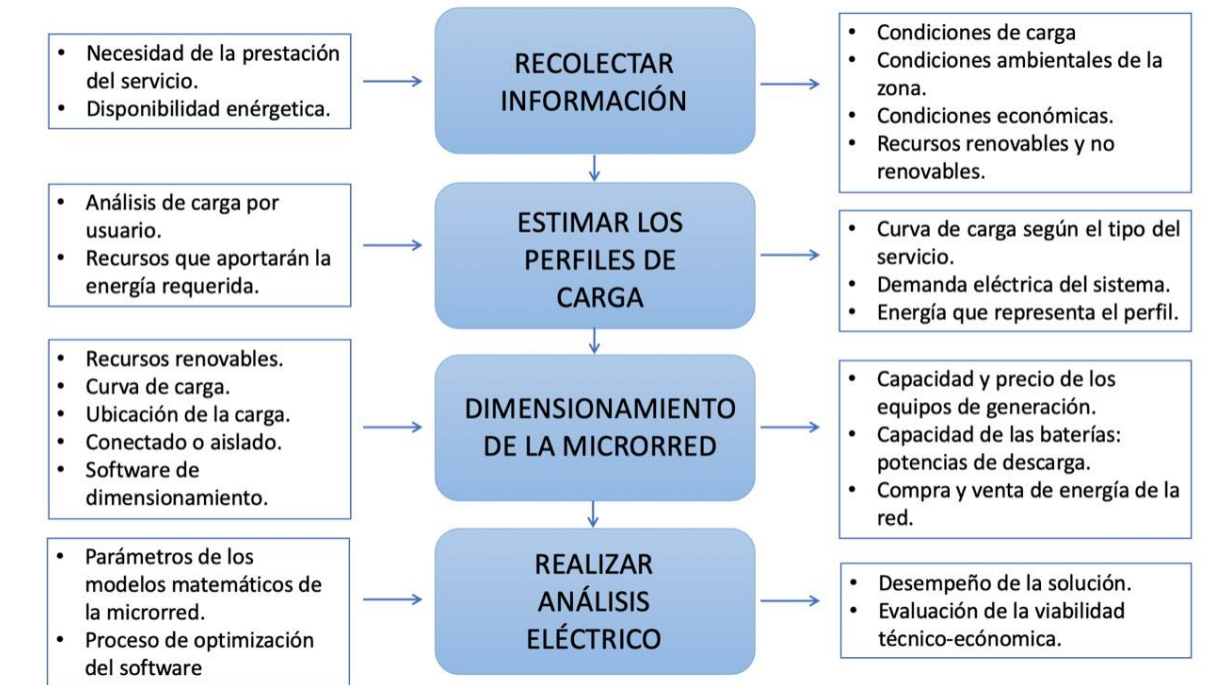 • Necesidad de la prestación
del servicio.
• Disponibilidad enérgetica.
RECOLECTAR
INFORMACIÓN
• Condiciones de carga
• Condiciones ambientales de la
zona.
• Condiciones económicas.
• Recursos renovables y no
renovables.
• Análisis de carga por
usuario.
• Recursos que aportarán la
energía requerida.
ESTIMAR LOS
PERFILES DE
CARGA
• Curva de carga según el tipo del
servicio.
• Demanda eléctrica del sistema.
• Energía que representa el perfil.
• Recursos renovables.
• Curva de carga.
• Ubicación de la carga.
• Conectado o aislado.
• Software de
dimensionamiento.
DIMENSIONAMIENTO
DE LA MICRORRED
• Capacidad y precio de los
equipos de generación.
• Capacidad de las baterías:
potencias de descarga.
• Compra y venta de energía de la
red.
• Parámetros de los
modelos matemáticos de
la microrred.
• Proceso de optimización
del software
REALIZAR
ANÁLISIS
ELÉCTRICO
• Desempeño de la solución.
• Evaluación de la viabilidad
técnico-écónomica.